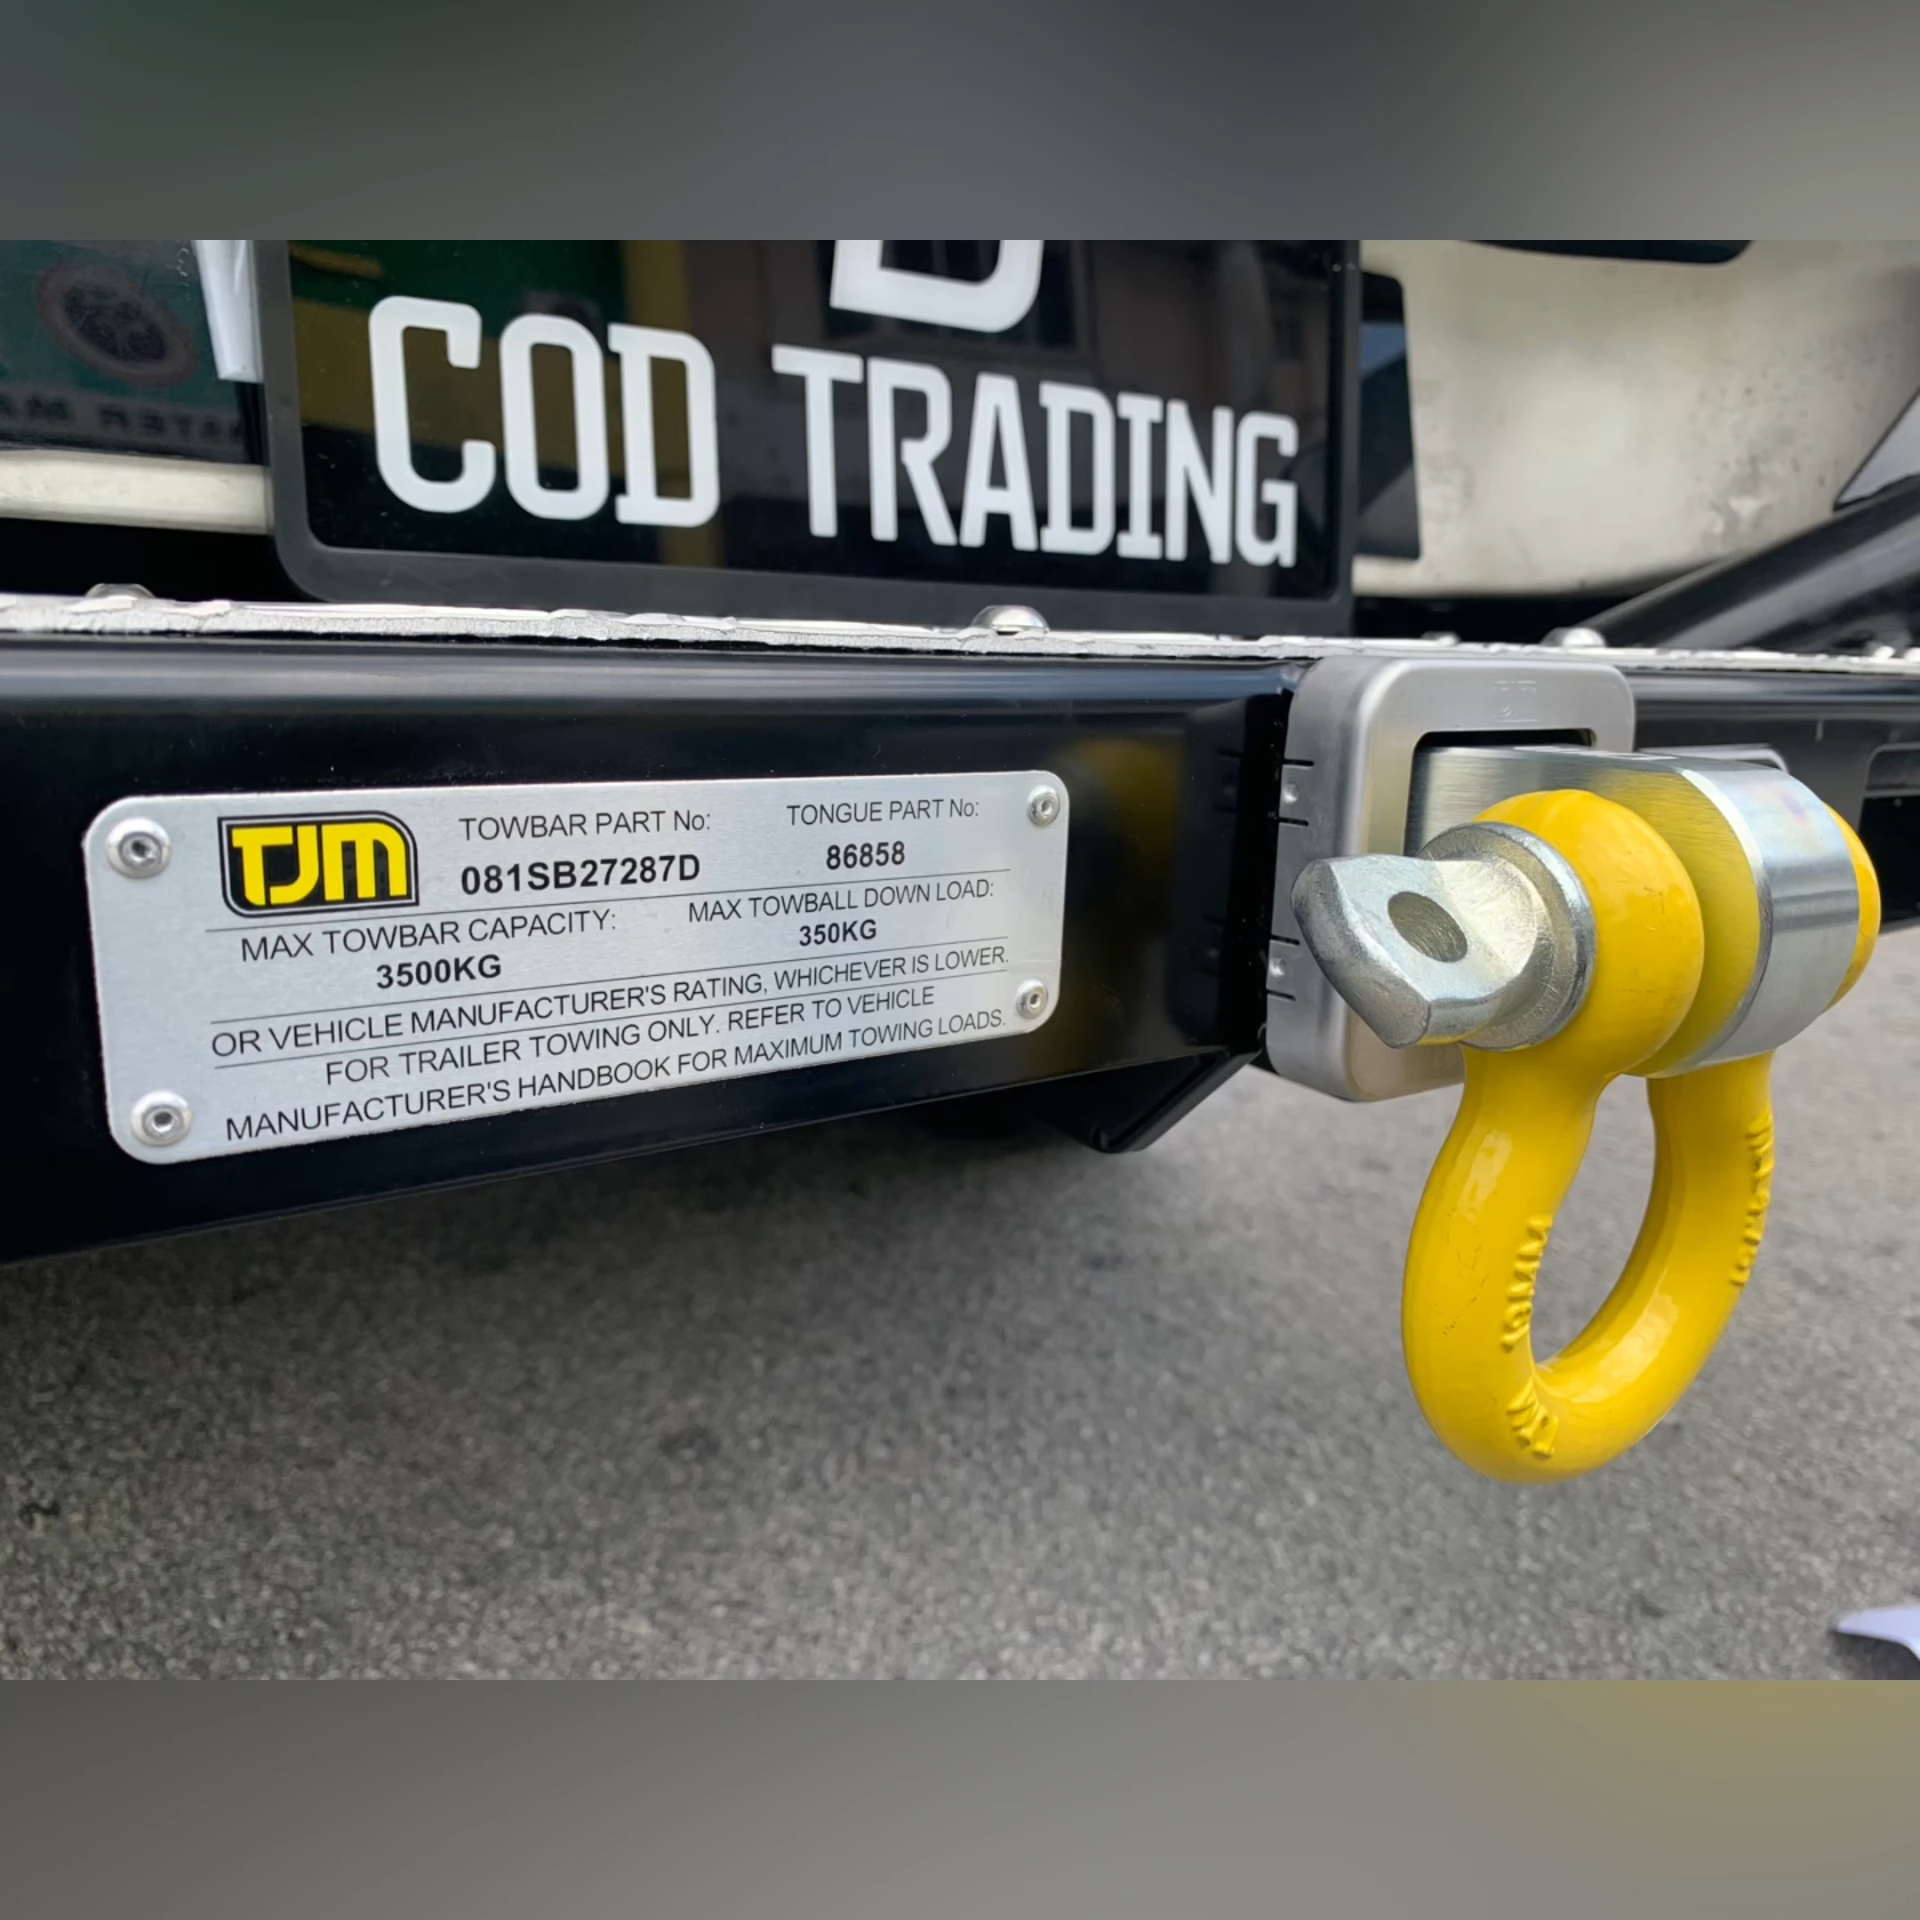 COD TRADING
TJM
TOWBAR PART No:
TONGUE PART No:
081SB27287D
86858
MAX TOWBAR CAPACITY:
MAX TOWBALL DOWN LOAD:
3500KG
350KG
OR VEHICLE MANUFACTURER'S RATING, WHICHEVER IS LOWER.
FOR TRAILER TOWING ONLY. REFER TO VEHICLE
MANUFACTURER'S HANDBOOK FOR MAXIMUM TOWING LOADS.